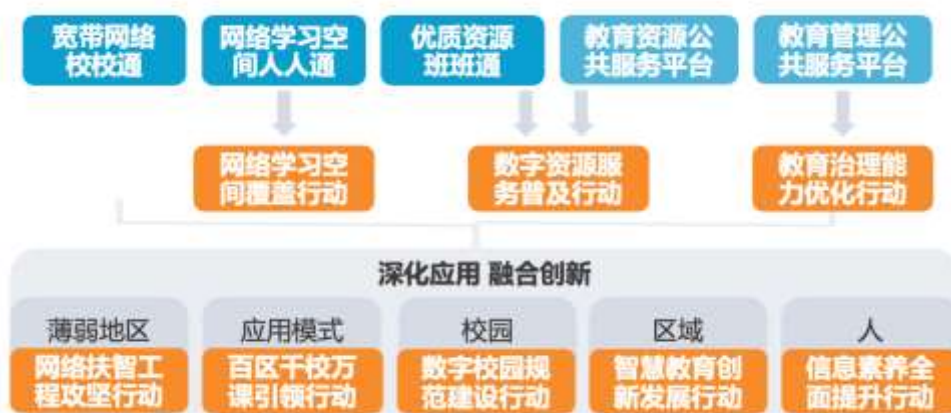 宽带网络
校校通
网络学习空
间人人通
优质资源
班班通
教育资源公
共服务平台
教育管理公
共服务平台
网络学习空
间覆盖行动
数字资源服
务普及行动
教育治理能
力优化行动
深化应用 融合创新
薄弱地区
网络扶智工
程攻坚行动
应用模式
百区千校万
课引领行动
校园
数字校园规
范建设行动
区域
智慧教育创
新发展行动
人
信息素养全
面提升行动